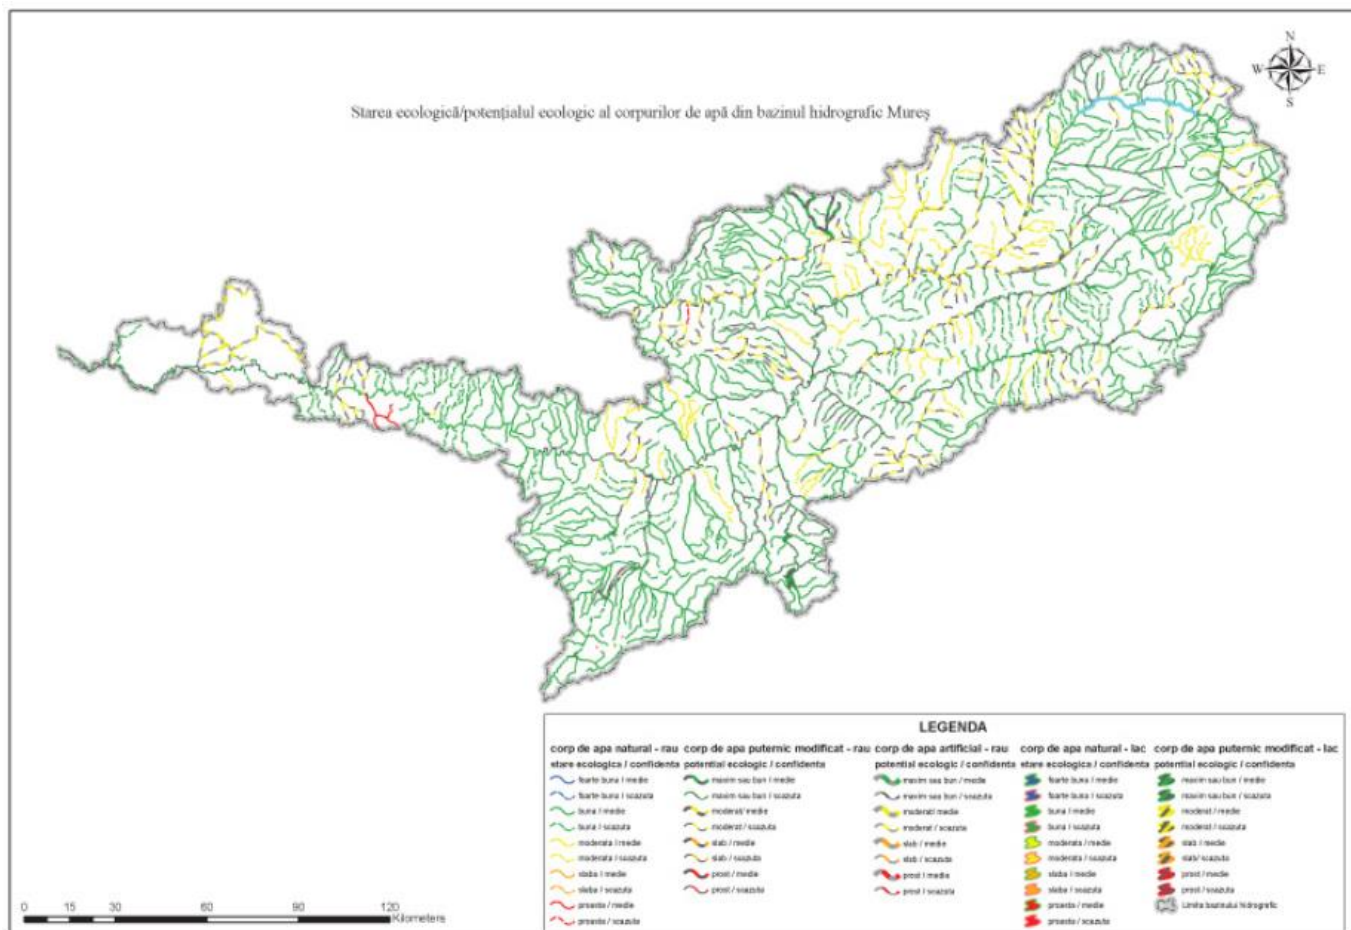 N
W E
S
Starea ecologică/potențialul ecologic al corpurilor de apă din bazinul hidrografic Mureș
LEGENDA
corp de apa natural - rau corp de apa puternic modificat - rau corp de apa artificial - rau corp de apa natural - lac corp de apa puternic modificat - lac
stare ecologica / confidenta potential ecologic / confidenta potential ecologic / confidenta stare ecologica / confidenta potential ecologic / confidenta
foarte buna / medie maxim sau bun / medie maxim sau bun / medie foarte buna / medie maxim sau bun / medie
foarte buna / scazuta maxim sau bun / scazuta maxim sau bun / scazuta foarte buna / scazuta maxim sau bun / scazuta
buna / medie moderat/ medie moderat/ medie buna / medie moderat / medie
buna / scazuta moderat / scazuta moderat / scazuta buna / scazuta moderat / scazuta
moderata / medie slab / medie slab / medie moderata / medie slab / medie
moderata / scazuta slab / scazuta slab / scazuta moderata / scazuta slab/ scazuta
slaba / medie prost / medie prost / medie slaba / medie prost / medie
slaba / scazuta prost / scazuta prost / scazuta slaba / scazuta prost / scazuta
proasta / medie proasta / medie Limita bazinului hidrografic
proasta / scazuta proasta / scazuta
0 15 30 60 90 120
Kilometers